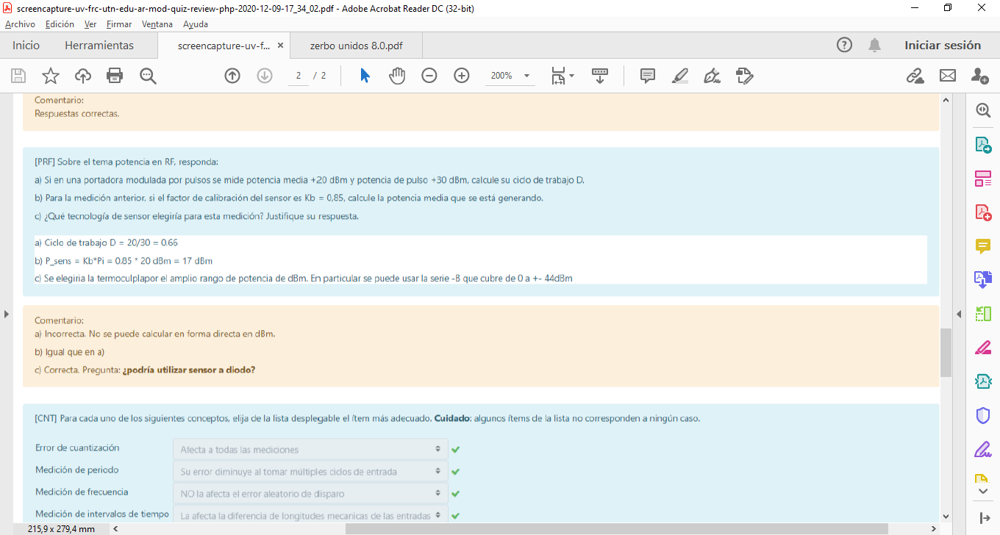 screencapture-uv-frc-utn-edu-ar-mod-quiz-review-php-2020-12-09-17_34_02.pdf - Adobe Acrobat Reader DC (32-bit)
Archivo Edición Ver Firmar Ventana Ayuda
Inicio Herramientas screencapture-uv-f... × zerbo unidos 8.0.pdf Iniciar sesión
2 / 2 200%
Comentario:
Respuestas correctas.
[PRF] Sobre el tema potencia en RF, responda:
a) Si en una portadora modulada por pulsos se mide potencia media +20 dBm y potencia de pulso +30 dBm, calcule su ciclo de trabajo D.
b) Para la medición anterior, si el factor de calibración del sensor es Kb = 0,85, calcule la potencia media que se está generando.
c) ¿Qué tecnología de sensor elegiría para esta medición? Justifique su respuesta.
a) Ciclo de trabajo D = 20/30 = 0.66
b) P_sens = Kb*Pi = 0.85 * 20 dBm = 17 dBm
c) Se elegiria la termoculplapor el amplio rango de potencia de dBm. En particular se puede usar la serie -B que cubre de 0 a +- 44dBm
Comentario:
a) Incorrecta. No se puede calcular en forma directa en dBm.
b) Igual que en a)
c) Correcta. Pregunta: ¿podría utilizar sensor a diodo?
[CNT] Para cada uno de los siguientes conceptos, elija de la lista desplegable el ítem más adecuado. Cuidado: algunos ítems de la lista no corresponden a ningún caso.
Error de cuantización Afecta a todas las mediciones
Medición de periodo Su error diminuye al tomar múltiples ciclos de entrada
Medición de frecuencia NO la afecta el error aleatorio de disparo
Medición de intervalos de tiempo La afecta la diferencia de longitudes mecanicas de las entradas
215,9 x 279,4 mm